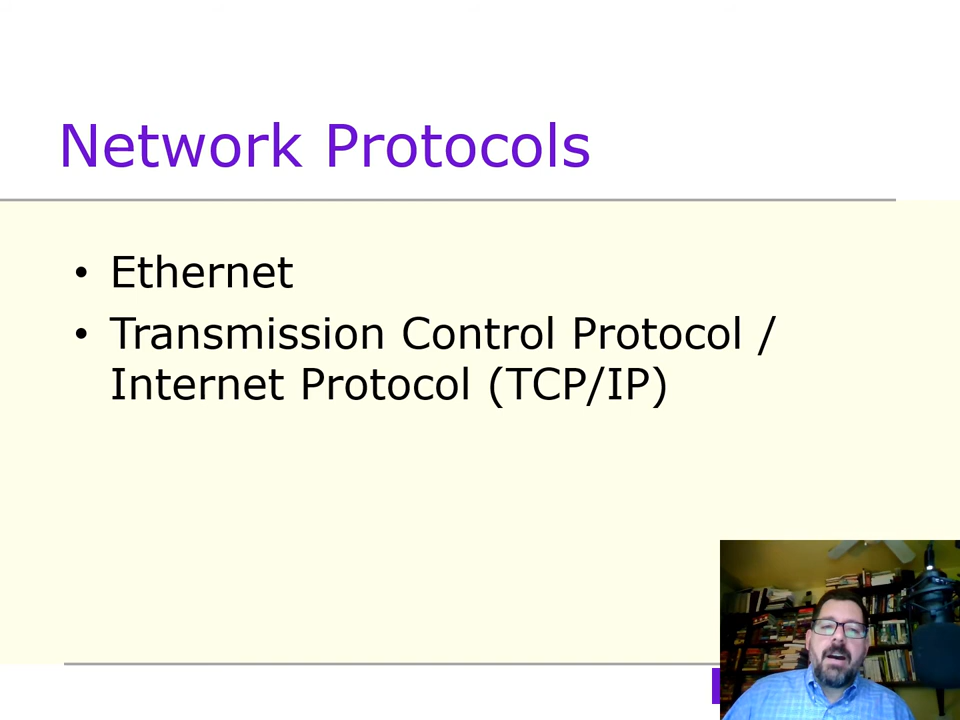 Network Protocols
• Ethernet
• Transmission Control Protocol /
Internet Protocol (TCP/IP)